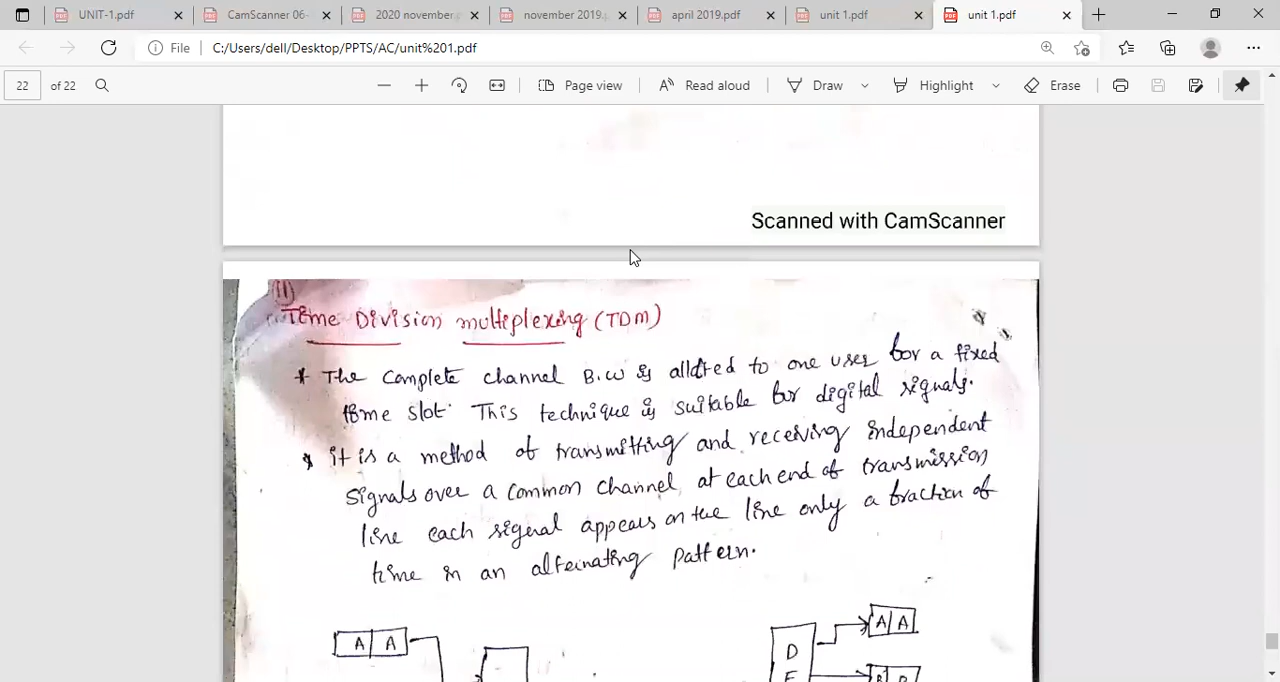 UNIT-1.pdf
CamScanner 06-
2020 november.
november 2019.
april 2019.pdf
unit 1.pdf
unit 1.pdf
File C:/Users/dell/Desktop/PPTS/AC/unit%201.pdf
22 of 22 Page view Read aloud Draw Highlight Erase
Scanned with CamScanner
11
Time Division multiplexing (TDM)
* The complete channel B.W is allotted to one user for a fixed
time slot. This technique is suitable for digital signals.
* it is a method of transmitting and receiving independent
signals over a common channel, at each end of transmission
line each signal appears on the line only a fraction of
time in an alternating pattern.
A A
D
E
A A
B B